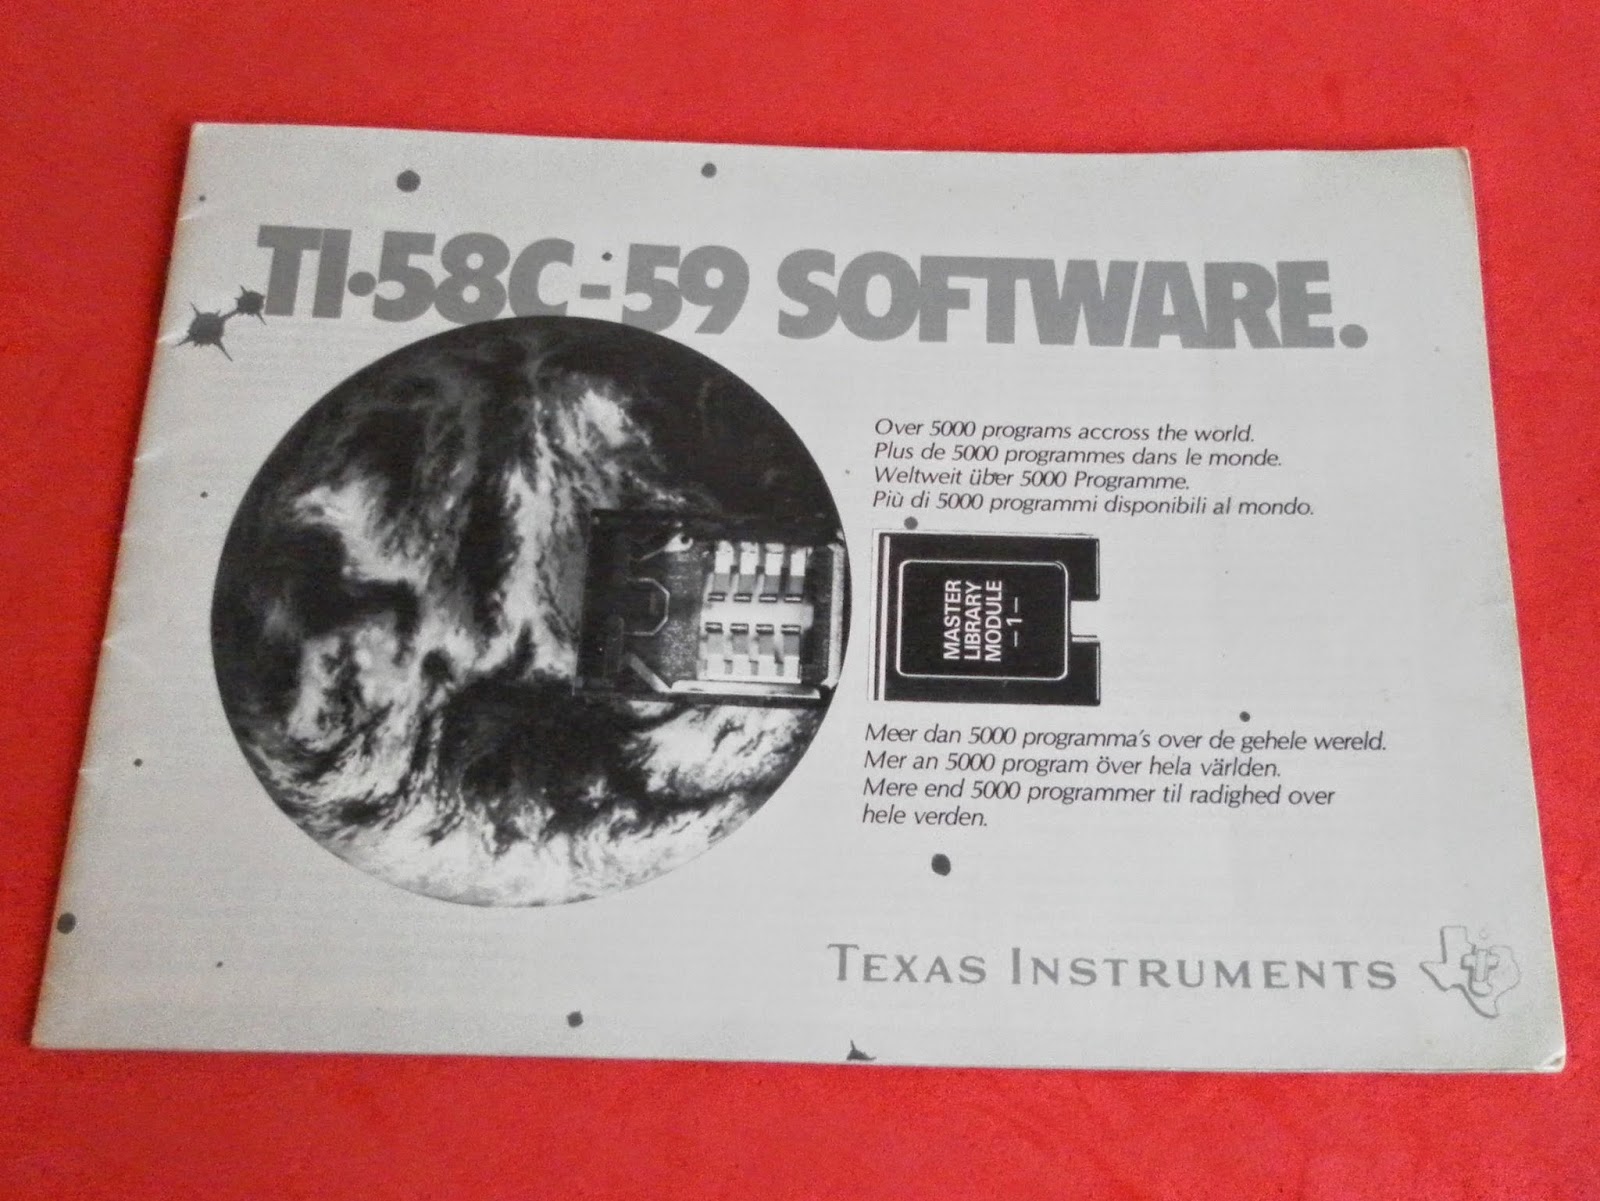 TI-58C-59 SOFTWARE.
Over 5000 programs accross the world.
Plus de 5000 programmes dans le monde.
Weltweit über 5000 Programme.
Più di 5000 programmi disponibili al mondo.
MASTER
LIBRARY
MODULE
-1-
Meer dan 5000 programma's over de gehele wereld.
Mer an 5000 program över hela världen.
Mere end 5000 programmer til radighed over
hele verden.
TEXAS INSTRUMENTS